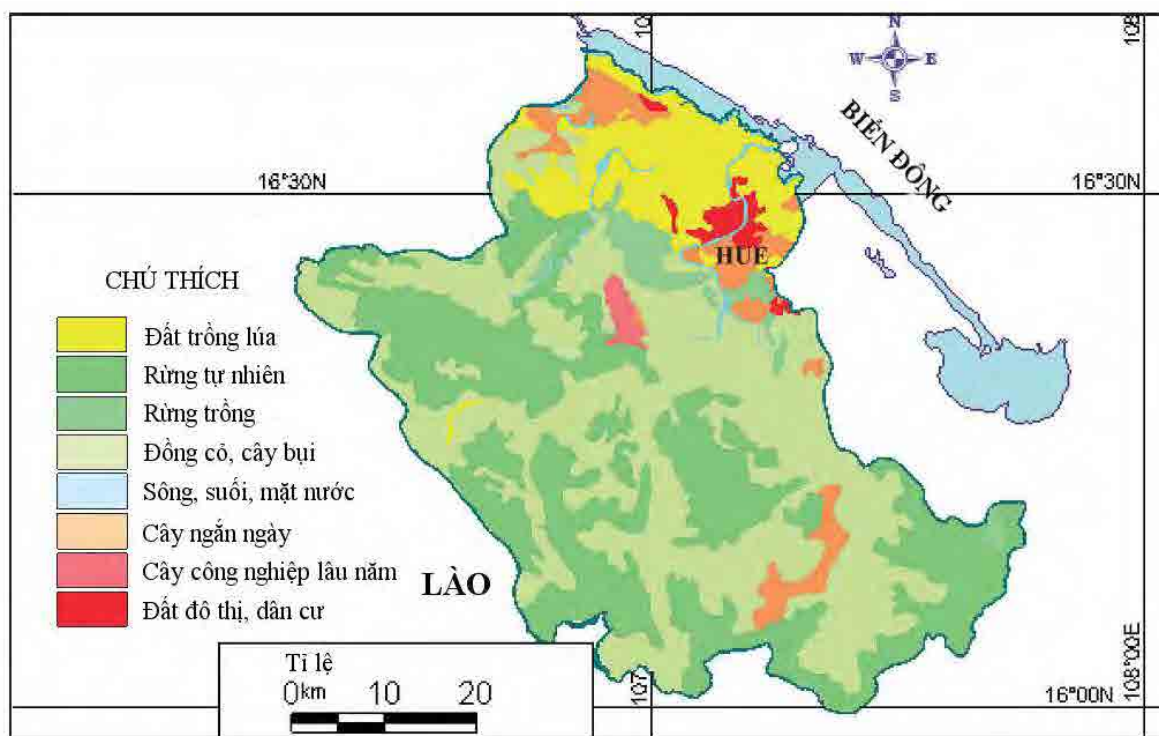 10
108
N
W E
S
BIỂN ĐÔNG
16°30N
16°30N
HUẾ
CHÚ THÍCH
Đất trồng lúa
Rừng tự nhiên
Rừng trồng
Đồng cỏ, cây bụi
Sông, suối, mặt nước
Cây ngắn ngày
Cây công nghiệp lâu năm
Đất đô thị, dân cư
LÀO
Tỉ lệ
0km 10 20
107
16°00N
108°00E